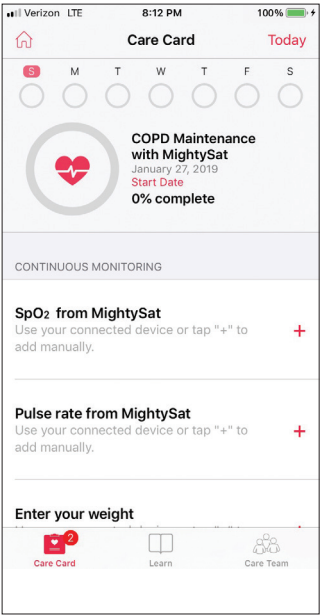 Verizon LTE 8:12 PM 100%
Care Card Today
S M T W T F S
COPD Maintenance
with MightySat
January 27, 2019
Start Date
0% complete
CONTINUOUS MONITORING
SpO2 from MightySat
Use your connected device or tap "+" to
add manually.
+
Pulse rate from MightySat
Use your connected device or tap "+" to
add manually.
+
Enter your weight
2
Care Card Learn Care Team